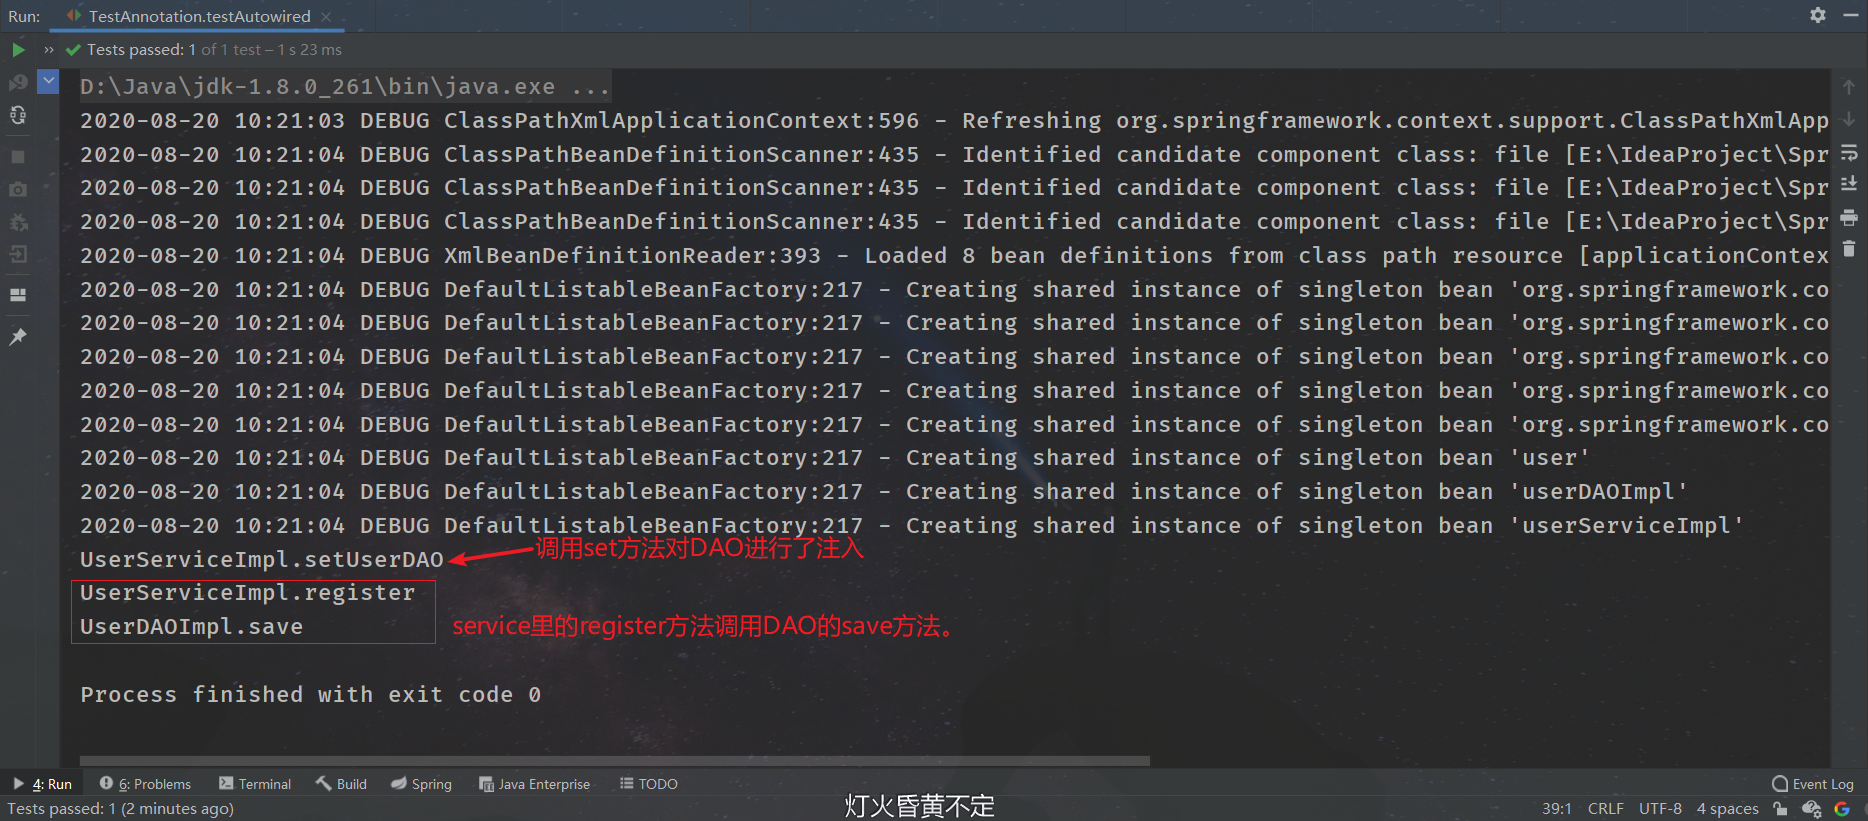 Run: TestAnnotation.testAutowired
Tests passed: 1 of 1 test – 1 s 23 ms
D:\Java\jdk-1.8.0_261\bin\java.exe ...
2020-08-20 10:21:03 DEBUG ClassPathXmlApplicationContext:596 - Refreshing org.springframework.context.support.ClassPathXmlApp
2020-08-20 10:21:04 DEBUG ClassPathBeanDefinitionScanner:435 - Identified candidate component class: file [E:\IdeaProject\Spr
2020-08-20 10:21:04 DEBUG ClassPathBeanDefinitionScanner:435 - Identified candidate component class: file [E:\IdeaProject\Spr
2020-08-20 10:21:04 DEBUG ClassPathBeanDefinitionScanner:435 - Identified candidate component class: file [E:\IdeaProject\Spr
2020-08-20 10:21:04 DEBUG XmlBeanDefinitionReader:393 - Loaded 8 bean definitions from class path resource [applicationContex
2020-08-20 10:21:04 DEBUG DefaultListableBeanFactory:217 - Creating shared instance of singleton bean 'org.springframework.co
2020-08-20 10:21:04 DEBUG DefaultListableBeanFactory:217 - Creating shared instance of singleton bean 'org.springframework.co
2020-08-20 10:21:04 DEBUG DefaultListableBeanFactory:217 - Creating shared instance of singleton bean 'org.springframework.co
2020-08-20 10:21:04 DEBUG DefaultListableBeanFactory:217 - Creating shared instance of singleton bean 'org.springframework.co
2020-08-20 10:21:04 DEBUG DefaultListableBeanFactory:217 - Creating shared instance of singleton bean 'org.springframework.co
2020-08-20 10:21:04 DEBUG DefaultListableBeanFactory:217 - Creating shared instance of singleton bean 'user'
2020-08-20 10:21:04 DEBUG DefaultListableBeanFactory:217 - Creating shared instance of singleton bean 'userDAOImpl'
2020-08-20 10:21:04 DEBUG DefaultListableBeanFactory:217 - Creating shared instance of singleton bean 'userServiceImpl'
UserServiceImpl.setUserDAO 调用set方法对DAO进行了注入
UserServiceImpl.register
UserDAOImpl.save service里的register方法调用DAO的save方法。
Process finished with exit code 0
4: Run 6: Problems Terminal Build Spring Java Enterprise TODO Event Log
Tests passed: 1 (2 minutes ago) 灯火昏黄不定 39:1 CRLF UTF-8 4 spaces